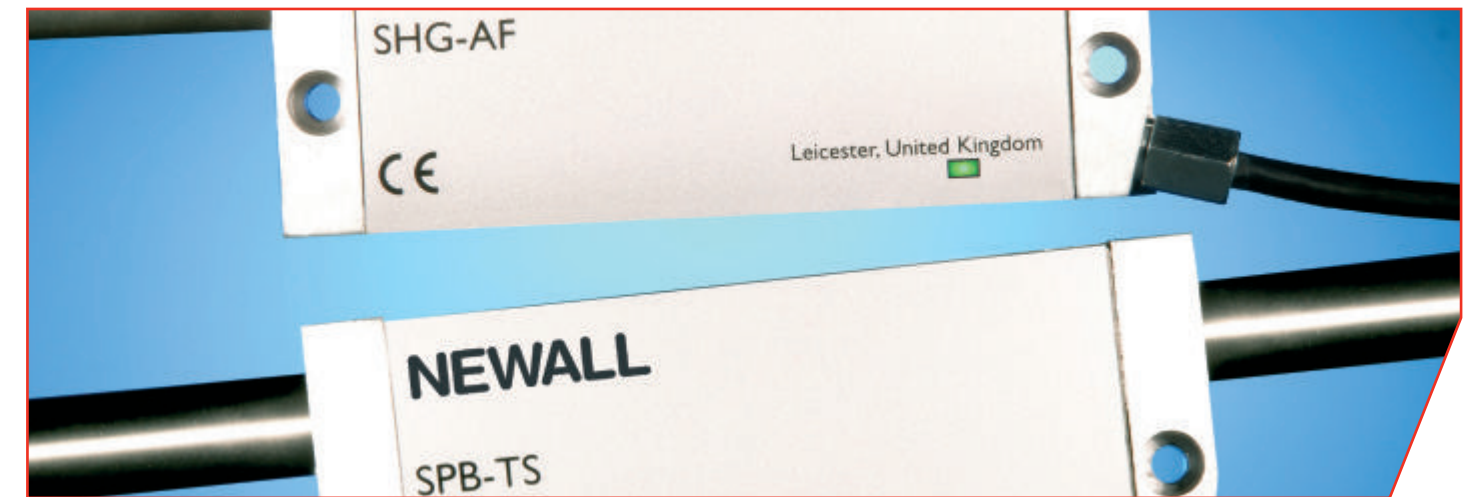 SHG-AF
CE
Leicester, United Kingdom
NEWALL
SPB-TS